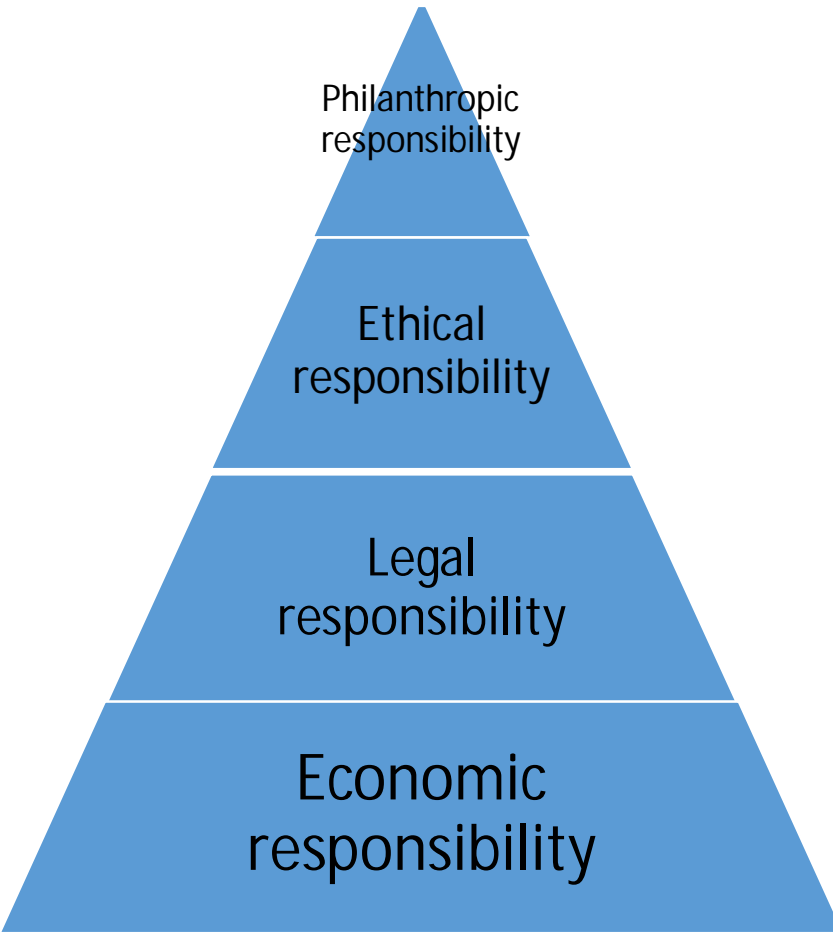 Philanthropic
responsibility
Ethical
responsibility
Legal
responsibility
Economic
responsibility